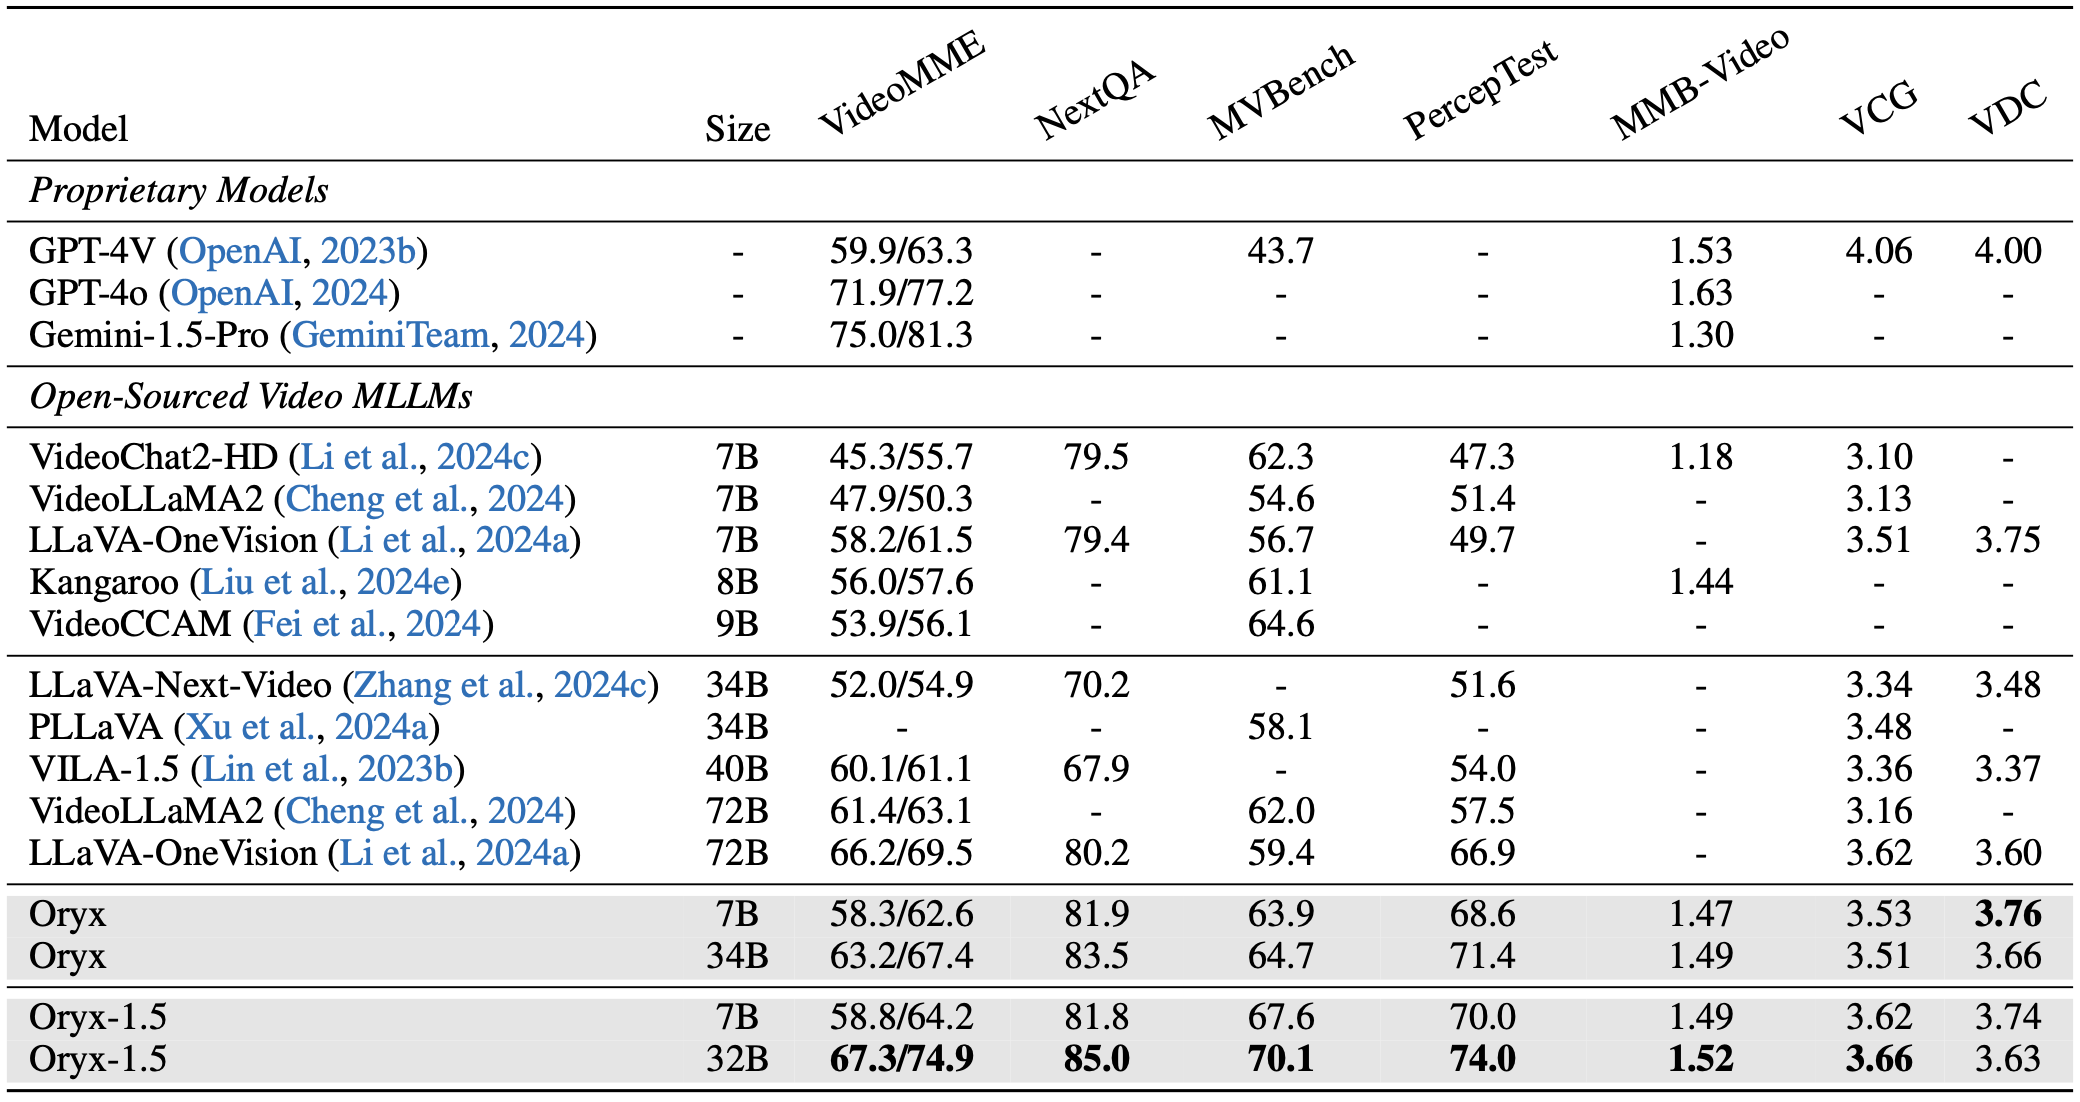 Model Size VideoMME NextQA MVBench PercepTest MMB-Video VCG VDC
Proprietary Models
GPT-4V (OpenAI, 2023b) - 59.9/63.3 - 43.7 - 1.53 4.06 4.00
GPT-4o (OpenAI, 2024) - 71.9/77.2 - - - 1.63 - -
Gemini-1.5-Pro (GeminiTeam, 2024) - 75.0/81.3 - - - 1.30 - -
Open-Sourced Video MLLMs
VideoChat2-HD (Li et al., 2024c) 7B 45.3/55.7 79.5 62.3 47.3 1.18 3.10 -
VideoLLaMA2 (Cheng et al., 2024) 7B 47.9/50.3 - 54.6 51.4 - 3.13 -
LLaVA-OneVision (Li et al., 2024a) 7B 58.2/61.5 79.4 56.7 49.7 - 3.51 3.75
Kangaroo (Liu et al., 2024e) 8B 56.0/57.6 - 61.1 - 1.44 - -
VideoCCAM (Fei et al., 2024) 9B 53.9/56.1 - 64.6 - - - -
LLaVA-Next-Video (Zhang et al., 2024c) 34B 52.0/54.9 70.2 - 51.6 - 3.34 3.48
PLLaVA (Xu et al., 2024a) 34B - - 58.1 - - 3.48 -
VILA-1.5 (Lin et al., 2023b) 40B 60.1/61.1 67.9 - 54.0 - 3.36 3.37
VideoLLaMA2 (Cheng et al., 2024) 72B 61.4/63.1 - 62.0 57.5 - 3.16 -
LLaVA-OneVision (Li et al., 2024a) 72B 66.2/69.5 80.2 59.4 66.9 - 3.62 3.60
Oryx 7B 58.3/62.6 81.9 63.9 68.6 1.47 3.53 3.76
Oryx 34B 63.2/67.4 83.5 64.7 71.4 1.49 3.51 3.66
Oryx-1.5 7B 58.8/64.2 81.8 67.6 70.0 1.49 3.62 3.74
Oryx-1.5 32B 67.3/74.9 85.0 70.1 74.0 1.52 3.66 3.63